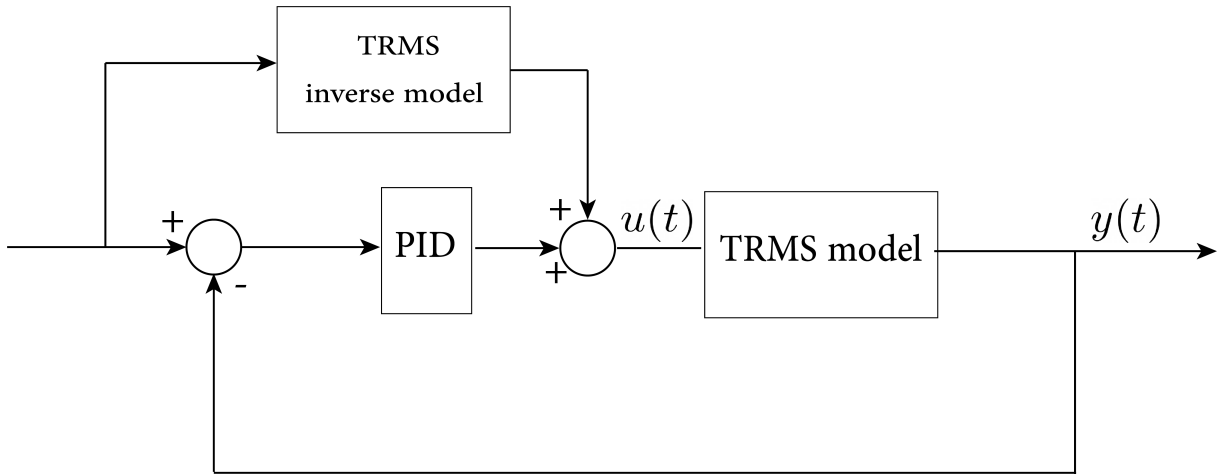 TRMS
inverse model
+
PID
+
+
u(t)
TRMS model
y(t)
-